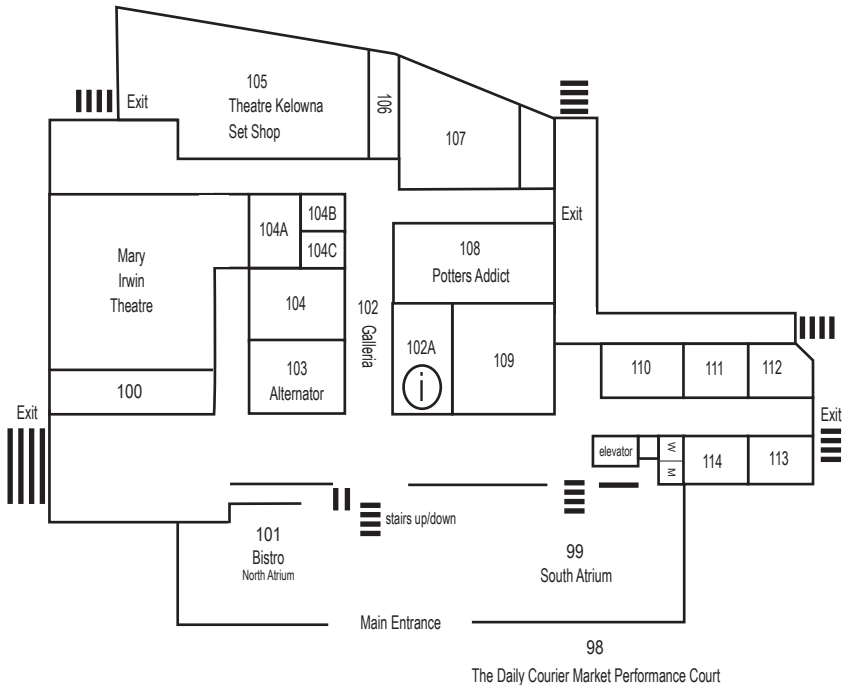 105
Theatre Kelowna
Set Shop
106
Exit
107
Exit
104A
104B
104C
Mary
Irwin
Theatre
108
Potters Addict
104
102
Galleria
102A
i
109
103
Alternator
100
110
111
112
Exit
Exit
elevator
W
M
114
113
stairs up/down
101
Bistro
North Atrium
99
South Atrium
Main Entrance
98
The Daily Courier Market Performance Court